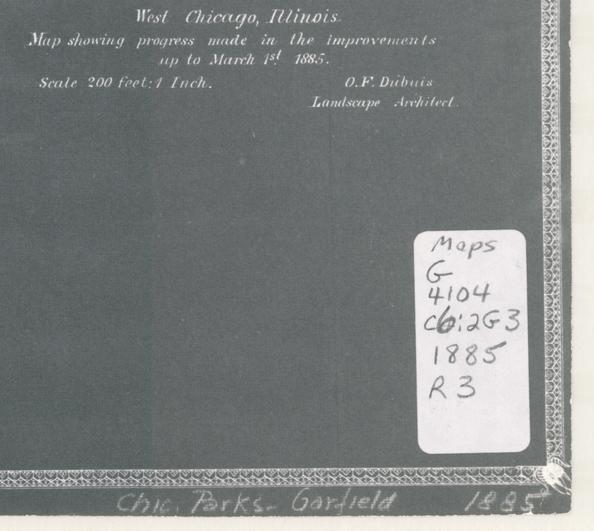 West Chicago, Illinois.
Map showing progress made in the improvements
up to March 1st 1885.
Scale 200 feet:1 Inch.
O.F. Dubuis
Landscape Architect.
Maps
G
4104
C6:2G3
1885
R3
Chic. Parks- Garfield 1885